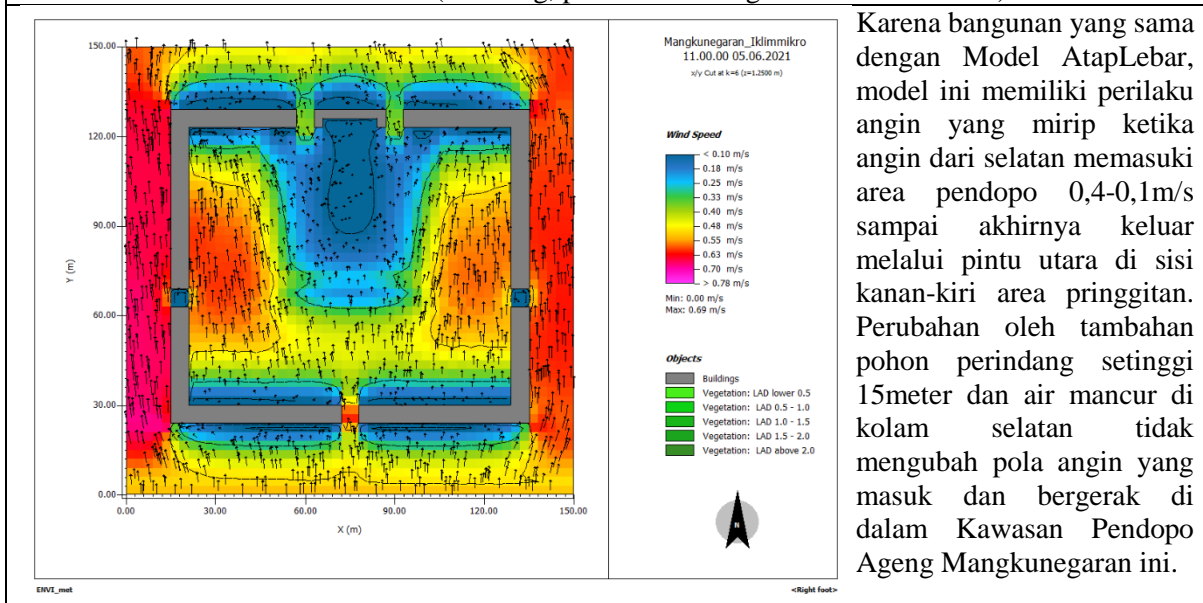 Mangkunegaran_Iklimmikro
11.00.00 05.06.2021
x/y Cut at k=6 (z=1.2500 m)
150.00
120.00
90.00
60.00
30.00
0.00
Y (m)
0.00 30.00 60.00 90.00 120.00 150.00
X (m)
Wind Speed
< 0.10 m/s
0.18 m/s
0.25 m/s
0.33 m/s
0.40 m/s
0.48 m/s
0.55 m/s
0.63 m/s
0.70 m/s
> 0.78 m/s
Min: 0.00 m/s
Max: 0.69 m/s
Objects
Buildings
Vegetation: LAD lower 0.5
Vegetation: LAD 0.5 - 1.0
Vegetation: LAD 1.0 - 1.5
Vegetation: LAD 1.5 - 2.0
Vegetation: LAD above 2.0
N
ENVI_met
<Right foot>
Karena bangunan yang sama
dengan Model AtapLebar,
model ini memiliki perilaku
angin yang mirip ketika
angin dari selatan memasuki
area pendopo 0,4-0,1m/s
sampai akhirnya keluar
melalui pintu utara di sisi
kanan-kiri area pringgitan.
Perubahan oleh tambahan
pohon perindang setinggi
15meter dan air mancur di
kolam selatan tidak
mengubah pola angin yang
masuk dan bergerak di
dalam Kawasan Pendopo
Ageng Mangkunegaran ini.